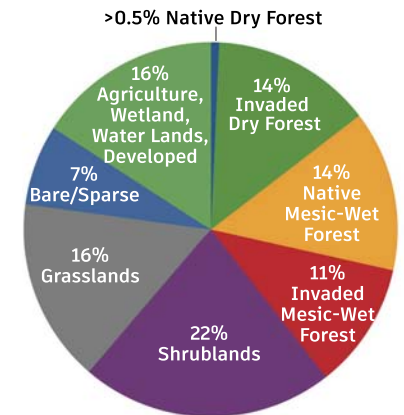 >0.5% Native Dry Forest
14%
Invaded
Dry Forest
14%
Native
Mesic-Wet
Forest
11%
Invaded
Mesic-Wet
Forest
22%
Shrublands
16%
Grasslands
7%
Bare/Sparse
16%
Agriculture,
Wetland,
Water Lands,
Developed